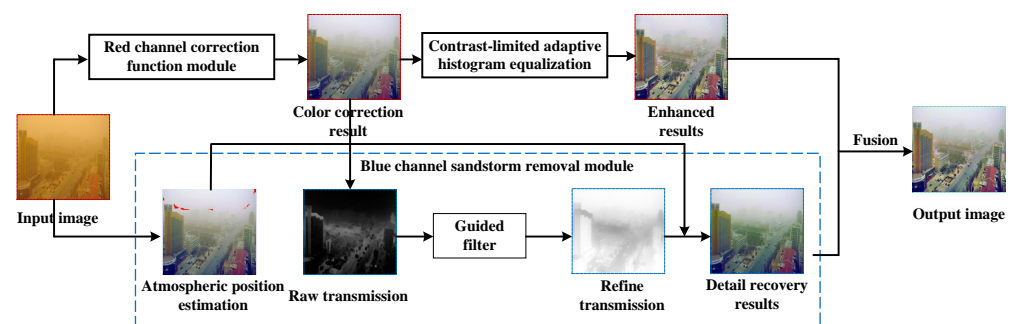 Red channel correction
function module
Contrast-limited adaptive
histogram equalization
Color correction
result
Enhanced
results
Fusion
Input image
Output image
Blue channel sandstorm removal module
Guided
filter
Atmospheric position
estimation
Raw transmission
Refine
transmission
Detail recovery
results